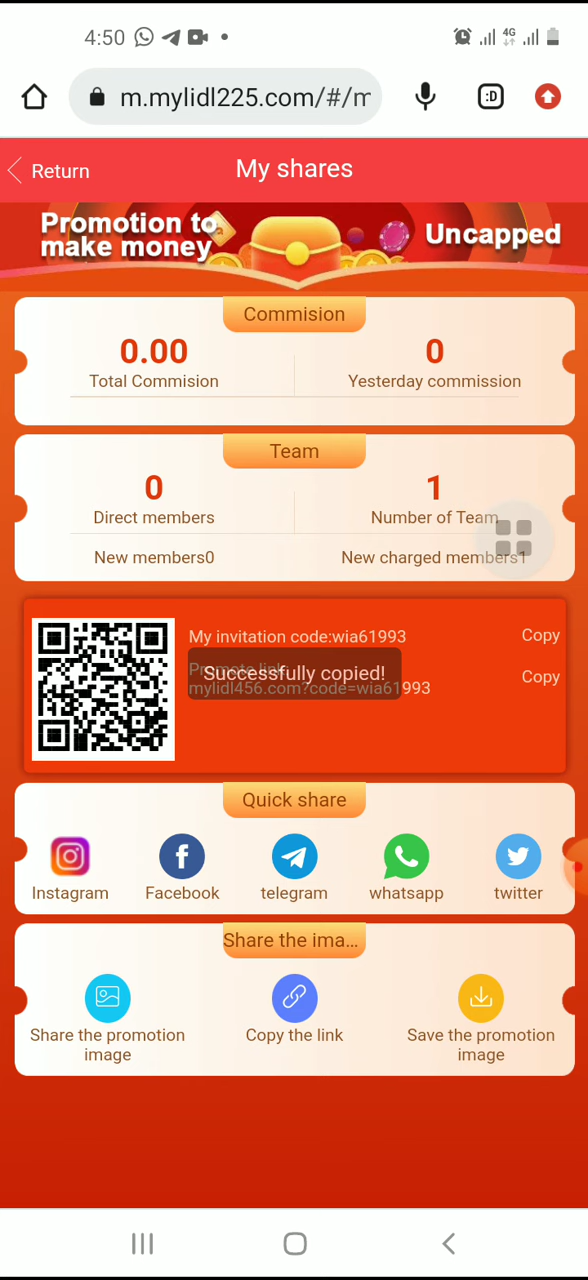 4:50
4G
:D
m.mylidl225.com/#/m
Return
My shares
Promotion to
make money
Uncapped
Commision
0.00
0
Total Commision
Yesterday commission
Team
0
1
Direct members
Number of Team
New members0
New charged members1
My invitation code:wia61993
Copy
Promote link
Successfully copied!
Copy
mylidl456.com?code=wia61993
Quick share
Instagram
Facebook
telegram
whatsapp
twitter
Share the ima...
Share the promotion
image
Copy the link
Save the promotion
image